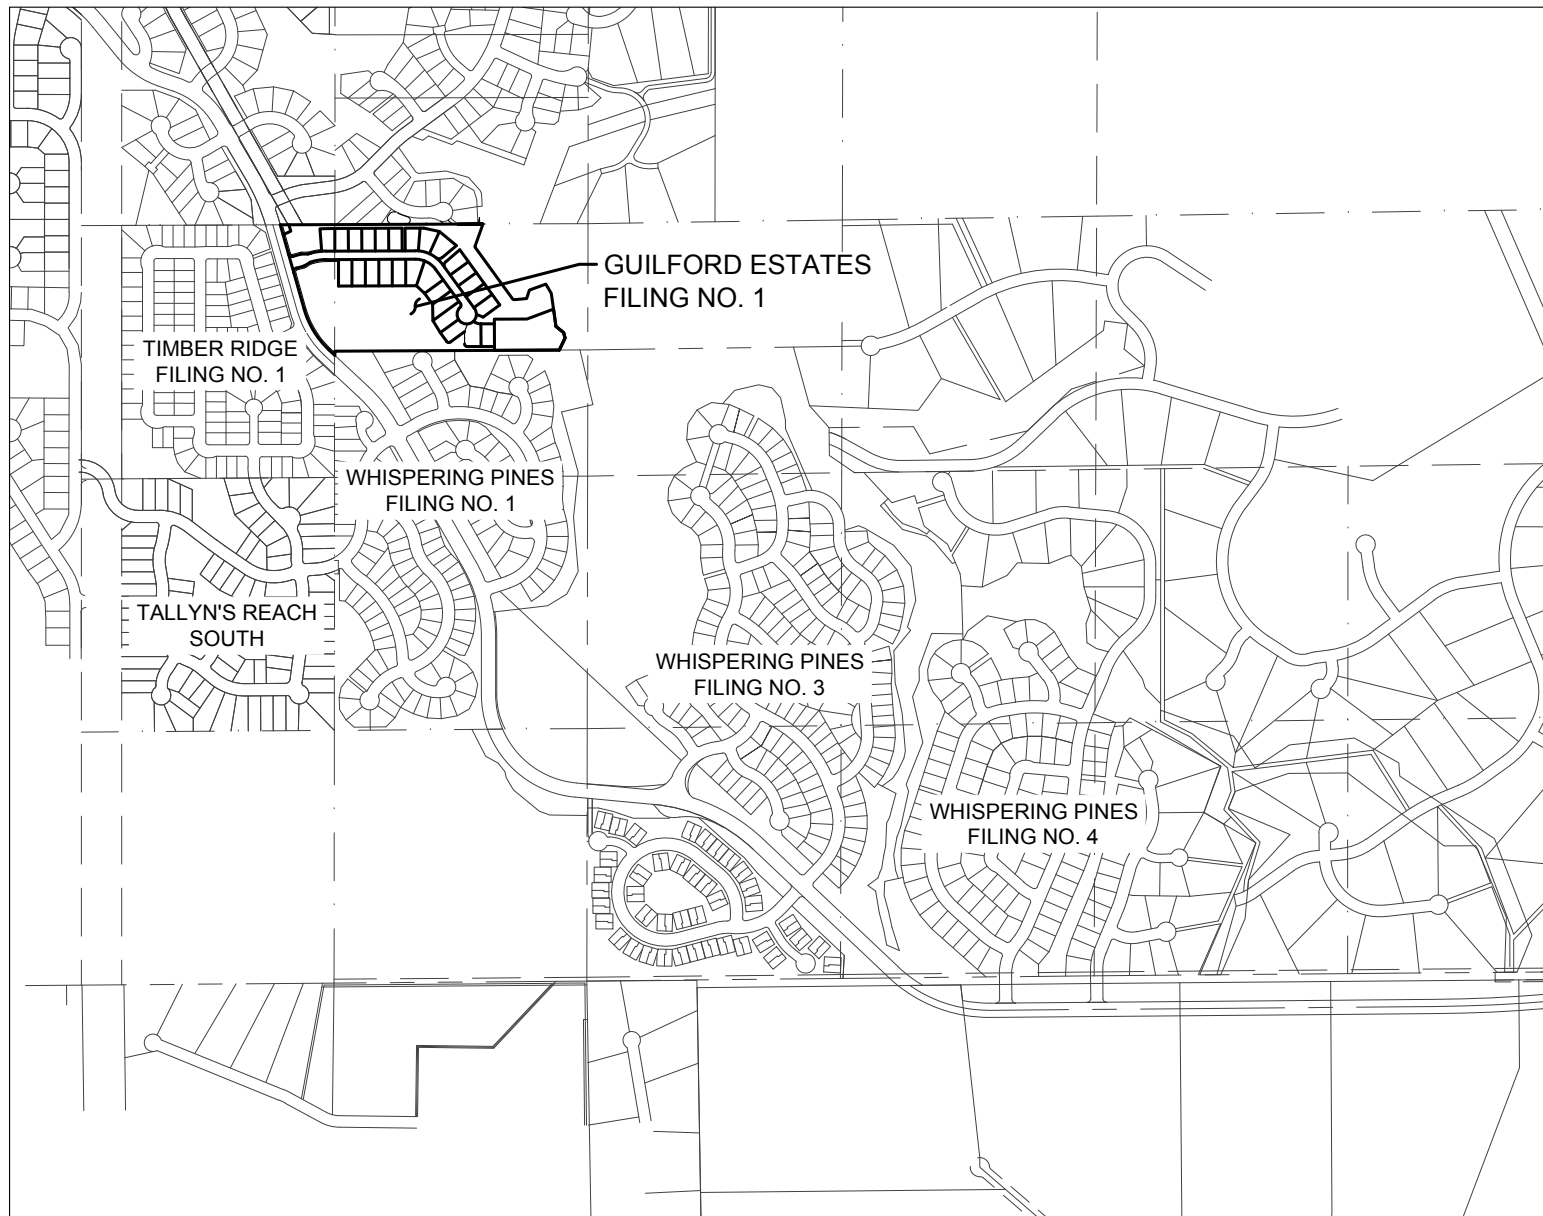 GUILFORD ESTATES
FILING NO. 1
TIMBER RIDGE
FILING NO. 1
WHISPERING PINES
FILING NO. 1
TALLYN'S REACH
SOUTH
WHISPERING PINES
FILING NO. 3
WHISPERING PINES
FILING NO. 4